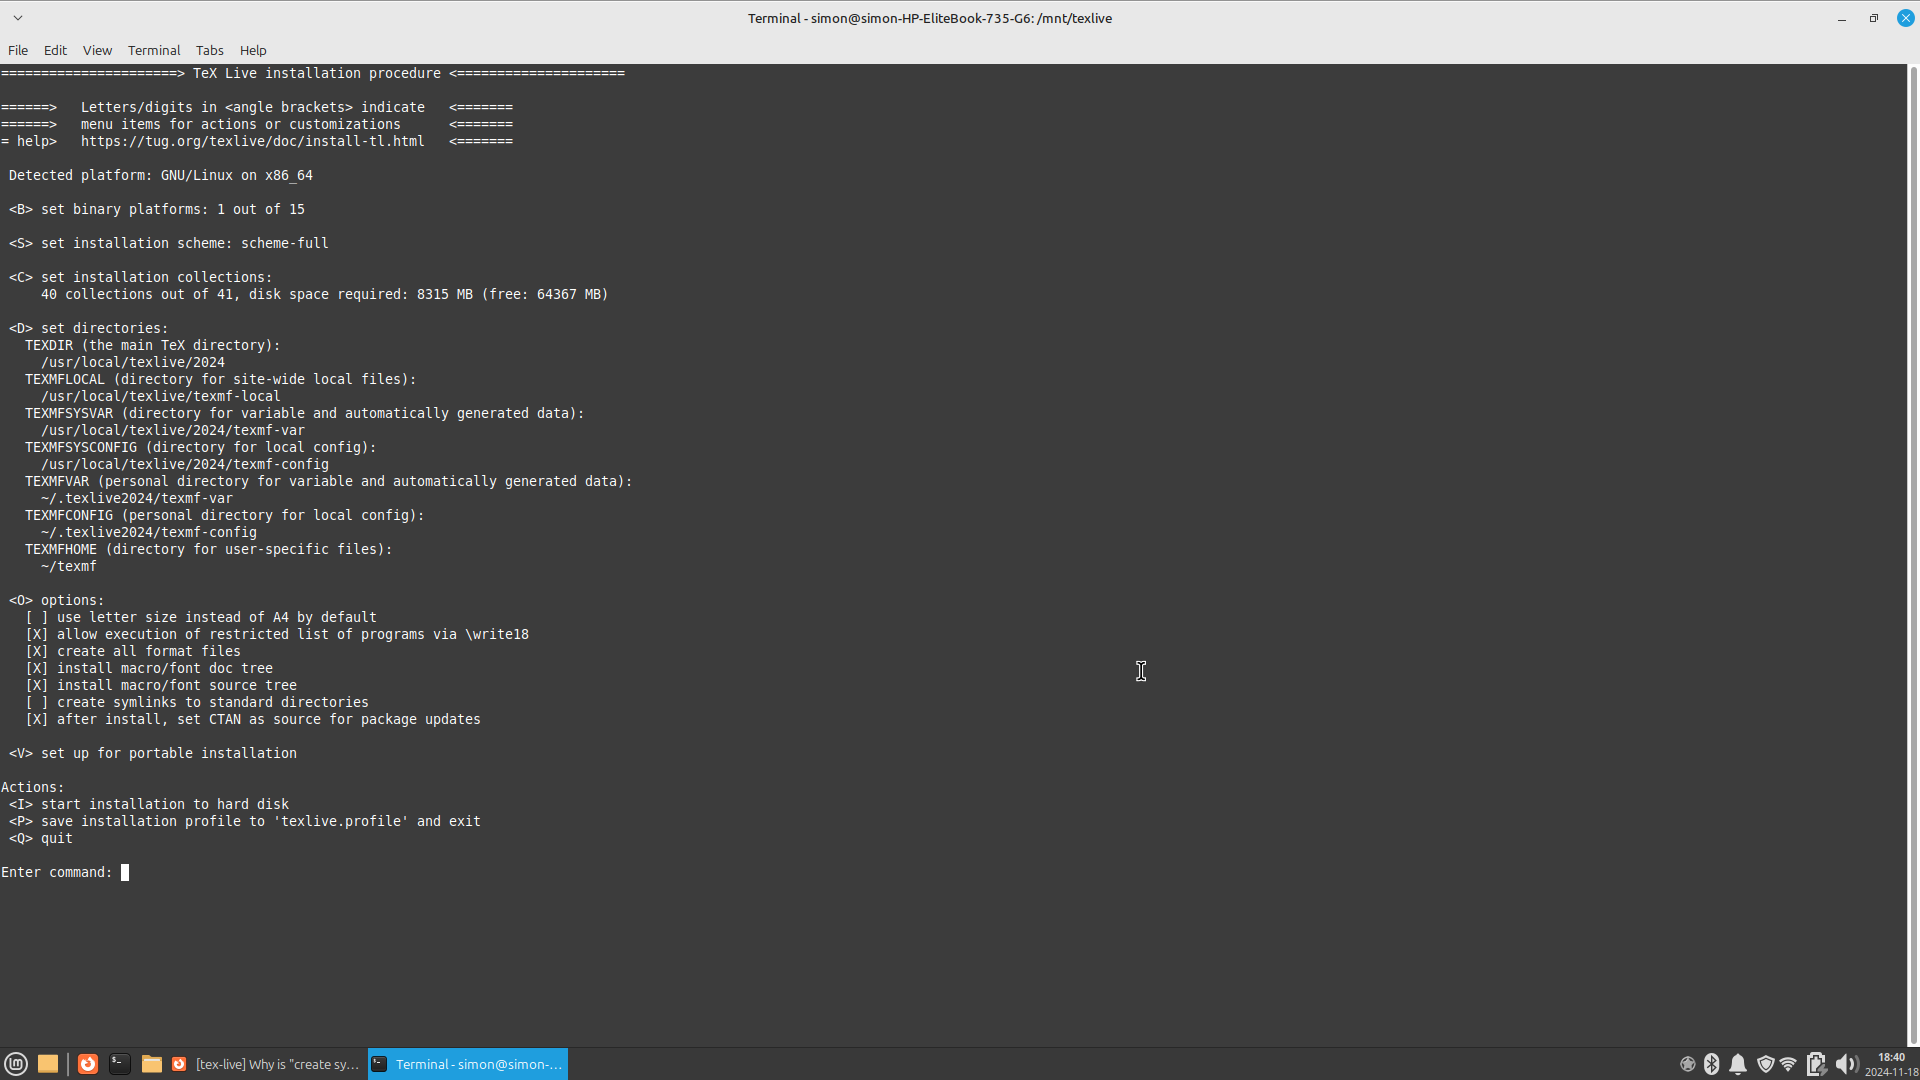 Terminal - simon@simon-HP-EliteBook-735-G6: /mnt/texlive
File Edit View Terminal Tabs Help
======================> TeX Live installation procedure <=====================
======> Letters/digits in <angle brackets> indicate <=======
======> menu items for actions or customizations <=======
= help> https://tug.org/texlive/doc/install-tl.html <=======
Detected platform: GNU/Linux on x86_64
<B> set binary platforms: 1 out of 15
<S> set installation scheme: scheme-full
<C> set installation collections:
40 collections out of 41, disk space required: 8315 MB (free: 64367 MB)
<D> set directories:
TEXDIR (the main TeX directory):
/usr/local/texlive/2024
TEXMFLOCAL (directory for site-wide local files):
/usr/local/texlive/texmf-local
TEXMFSYSVAR (directory for variable and automatically generated data):
/usr/local/texlive/2024/texmf-var
TEXMFSYSCONFIG (directory for local config):
/usr/local/texlive/2024/texmf-config
TEXMFVAR (personal directory for variable and automatically generated data):
~/.texlive2024/texmf-var
TEXMFCONFIG (personal directory for local config):
~/.texlive2024/texmf-config
TEXMFHOME (directory for user-specific files):
~/texmf
<O> options:
[ ] use letter size instead of A4 by default
[X] allow execution of restricted list of programs via \write18
[X] create all format files
[X] install macro/font doc tree
[X] install macro/font source tree
[ ] create symlinks to standard directories
[X] after install, set CTAN as source for package updates
<V> set up for portable installation
Actions:
<I> start installation to hard disk
<P> save installation profile to 'texlive.profile' and exit
<Q> quit
Enter command:
[tex-live] Why is "create sy... Terminal - simon@simon-... 18:40
2024-11-18